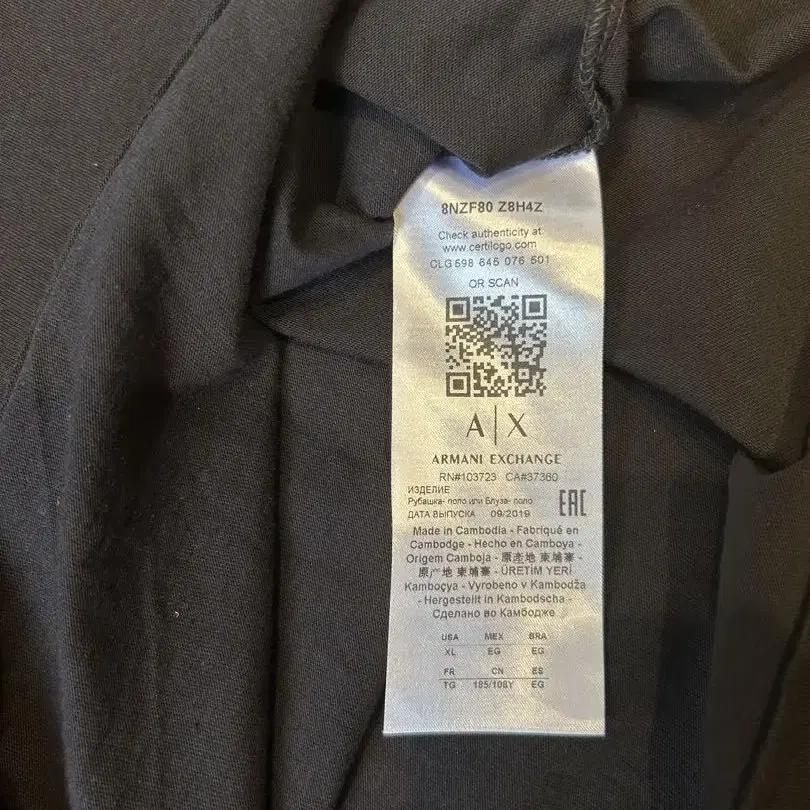 8NZF80 Z8H4Z
Check authenticity at
www.certilogo.com
CLG 598 645 076 501
OR SCAN
A|X
ARMANI EXCHANGE
RN#103723 CA#37360
ИЗДЕЛИЕ
Рубашка- поло или Блуза- поло
ДАТА ВЫПУСКА 09/2019
EAC
Made in Cambodia - Fabriqué en
Cambodge - Hecho en Camboya -
Origem Camboja - 原產地 柬埔寨 -
原产地 柬埔寨 - ÜRETİM YERİ
Kamboçya - Vyrobeno v Kambodža
- Hergestellt in Kambodscha -
Сделано во Камбодже
USA MEX BRA
XL EG EG
FR CN ES
TG 185/108Y EG